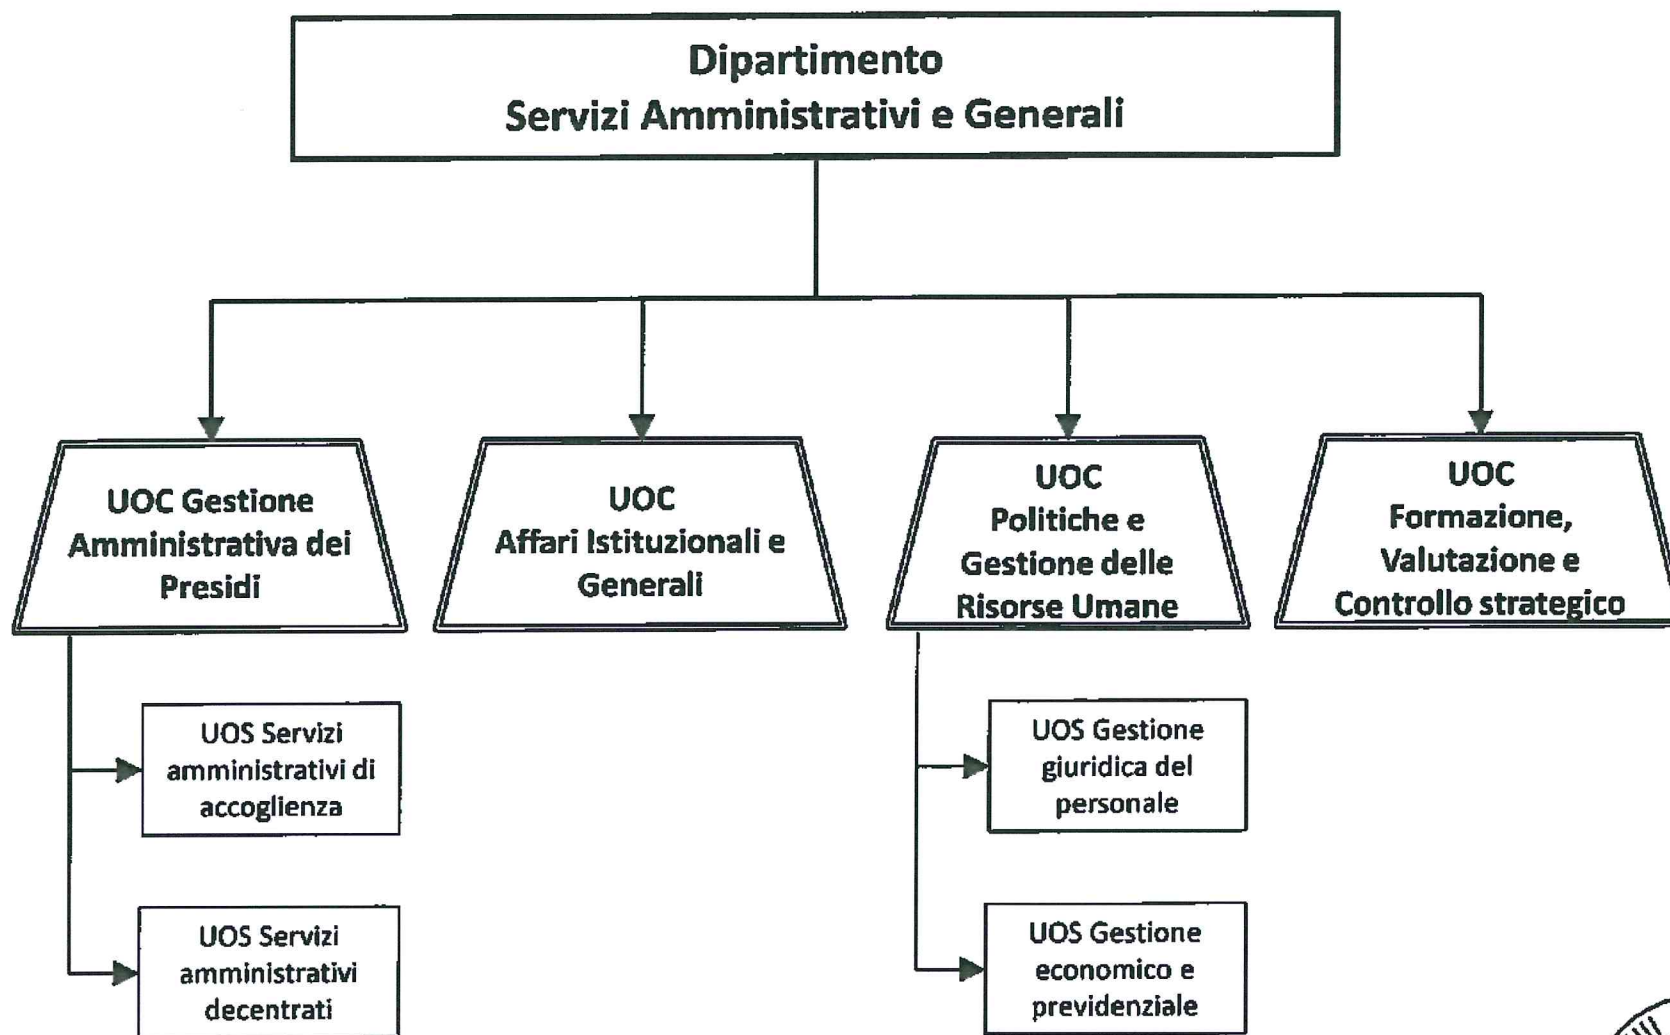 Dipartimento
Servizi Amministrativi e Generali
UOC Gestione
Amministrativa dei
Presidi
UOC
Affari Istituzionali e
Generali
UOC
Politiche e
Gestione delle
Risorse Umane
UOC
Formazione,
Valutazione e
Controllo strategico
UOS Servizi
amministrativi di
accoglienza
UOS Gestione
giuridica del
personale
UOS Servizi
amministrativi
decentrati
UOS Gestione
economico e
previdenziale